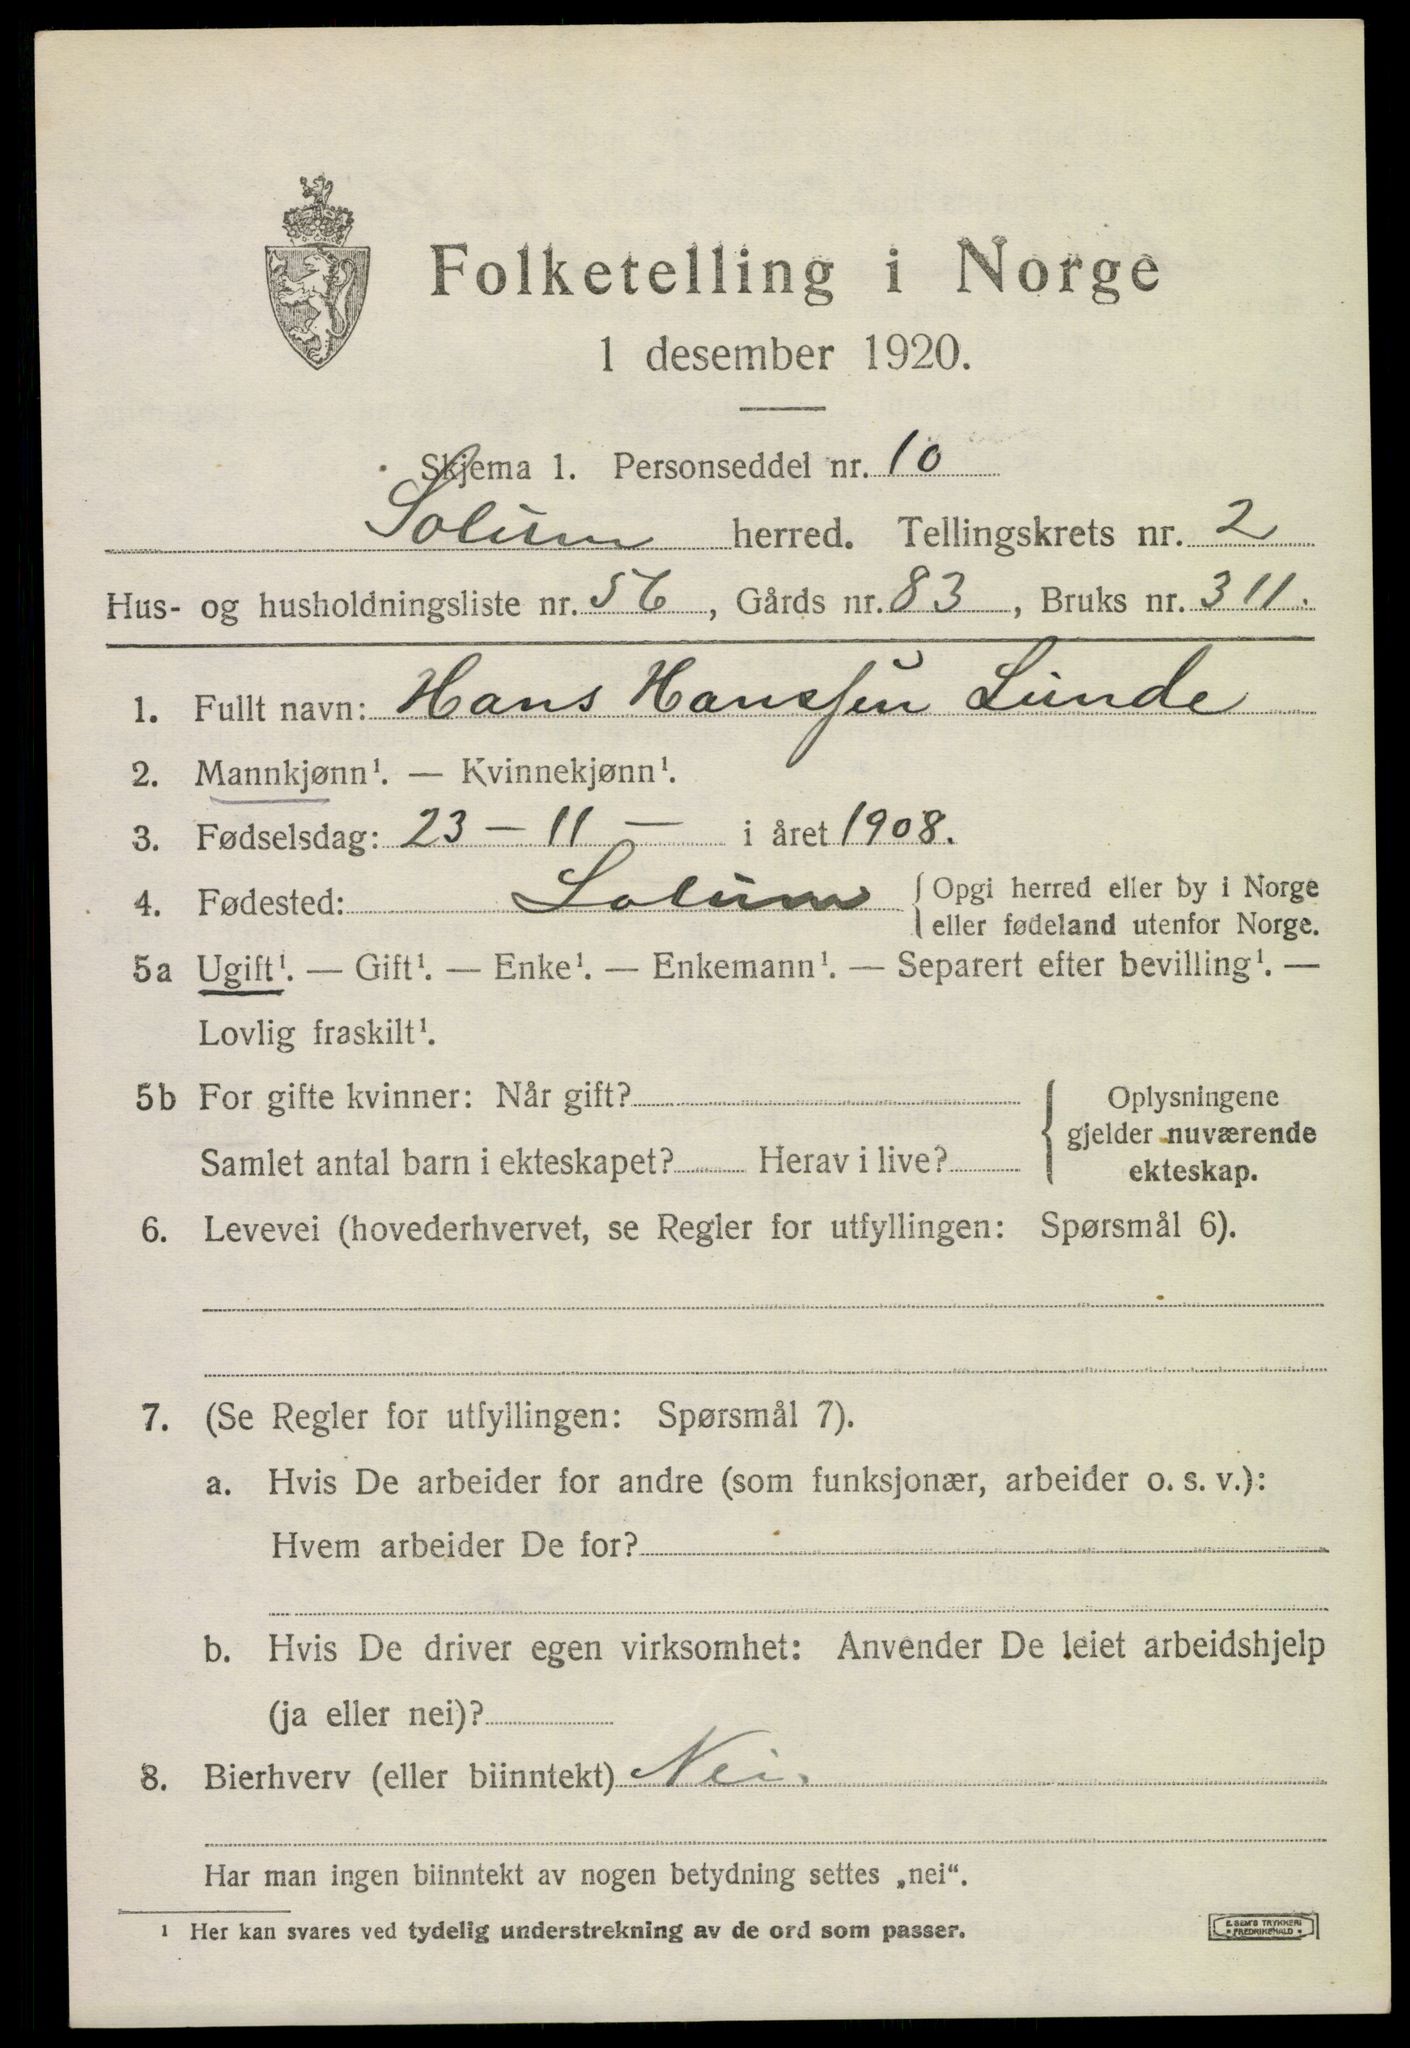 Folketelling i Norge
1 desember 1920.
Skjema 1. Personseddel nr. 10
Solum herred. Tellingskrets nr. 2
Hus- og husholdningsliste nr. 56, Gårds nr. 83, Bruks nr. 311.
1. Fullt navn: Hans Hanssen Lunde
2. Mannkjønn¹. — Kvinnekjønn¹.
3. Fødselsdag: 23 – 11 – i året 1908.
4. Fødested: Solum { Opgi herred eller by i Norge
eller fødeland utenfor Norge.
5a Ugift¹. — Gift¹. — Enke¹. — Enkemann¹. — Separert efter bevilling¹. —
Lovlig fraskilt¹.
5b For gifte kvinner: Når gift?
Samlet antal barn i ekteskapet? Herav i live?
Oplysningene
gjelder nuværende
ekteskap.
6. Levevei (hovederhvervet, se Regler for utfyllingen: Spørsmål 6).
7. (Se Regler for utfyllingen: Spørsmål 7).
a. Hvis De arbeider for andre (som funksjonær, arbeider o. s. v.):
Hvem arbeider De for?
b. Hvis De driver egen virksomhet: Anvender De leiet arbeidshjelp
(ja eller nei)?
8. Bierhverv (eller biinntekt) Nei.
Har man ingen biinntekt av nogen betydning settes „nei“.
¹ Her kan svares ved tydelig understrekning av de ord som passer.
E. SEM'S TRYKKERI
FREDRIKSHALD